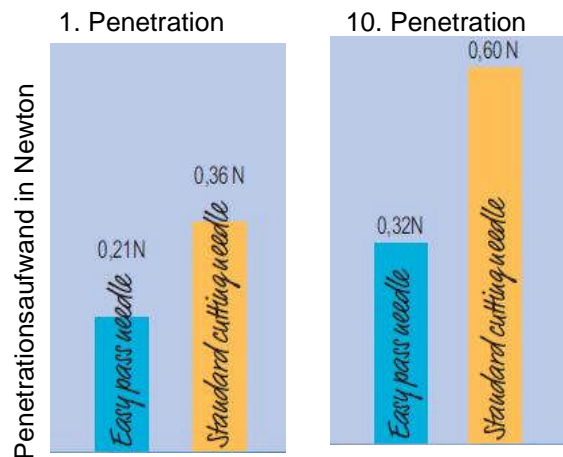 1. Penetration
10. Penetration
Penetrationsaufwand in Newton
0,21N
Easy pass needle
0,36 N
Standard cutting needle
0,32N
Easy pass needle
0,60 N
Standard cutting needle